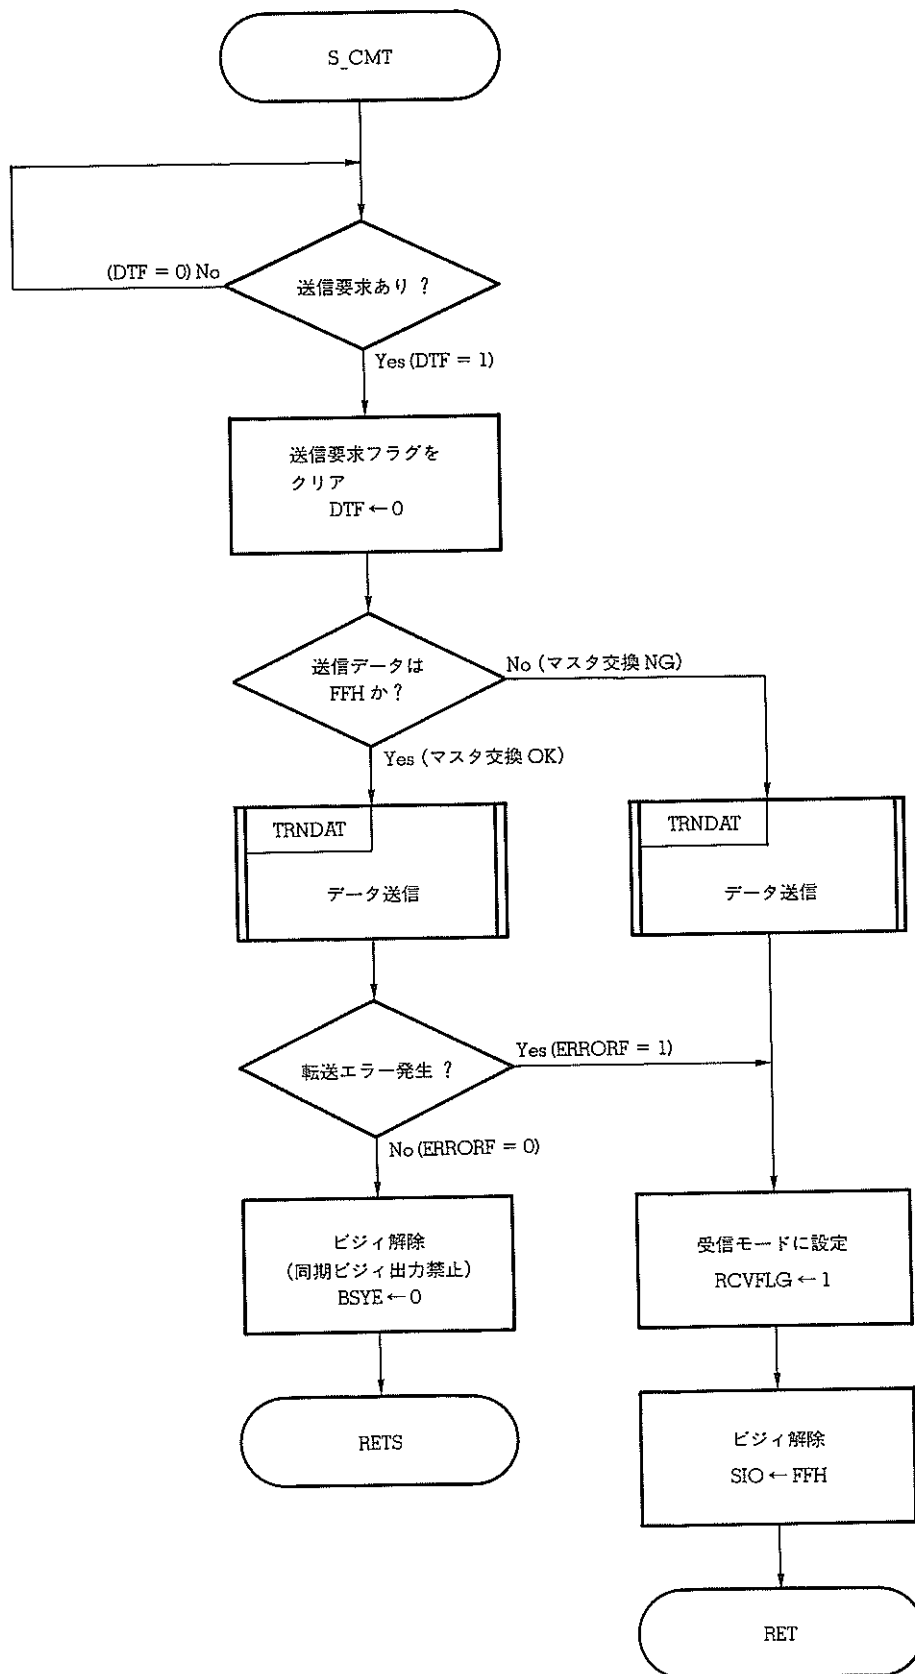 S_CMT
(DTF = 0) No
送信要求あり ?
Yes (DTF = 1)
送信要求フラグを
クリア
DTF ← 0
送信データは
FFH か ?
No (マスタ交換 NG)
Yes (マスタ交換 OK)
TRNDAT
データ送信
TRNDAT
データ送信
転送エラー発生 ?
Yes (ERRORF = 1)
No (ERRORF = 0)
ビジィ解除
(同期ビジィ出力禁止)
BSYE ← 0
RETS
受信モードに設定
RCVFLG ← 1
ビジィ解除
SIO ← FFH
RET